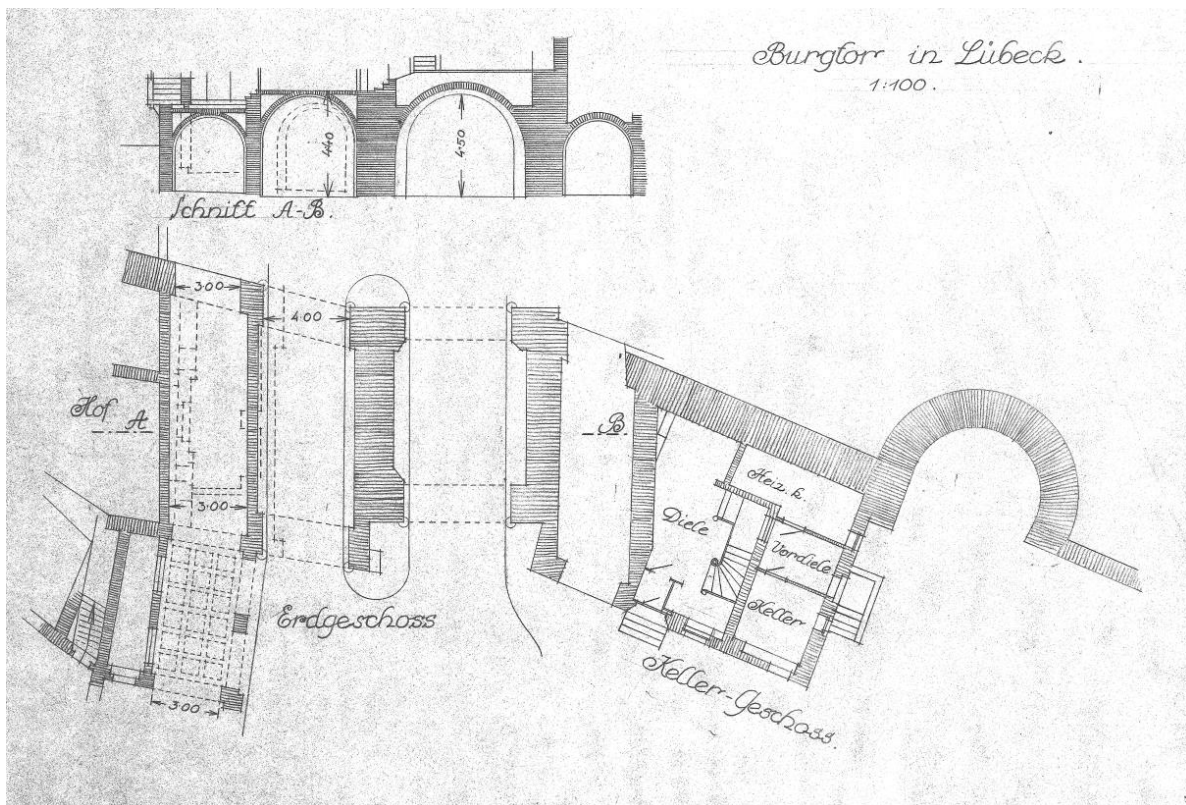 Burgtor in Lübeck.
1:100.
4.40
4.50
Schnitt A-B.
3.00
4.00
Hof
A
B
3.00
Heiz.k.
Diele
Vordiele
Keller
Erdgeschoss
Keller-Geschoss.
3.00